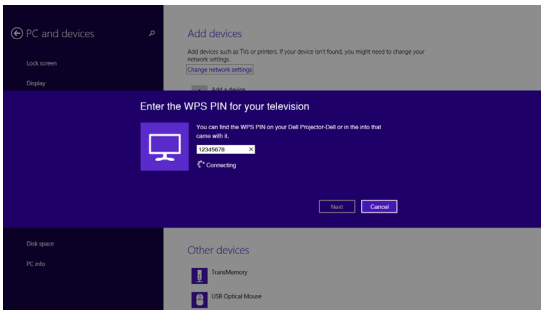 PC and devices
Lock screen
Display
Add devices
Add devices such as TVs or printers. If your device isn't found, you might need to change your
network settings.
Change network settings
Add a device
Enter the WPS PIN for your television
You can find the WPS PIN on your Dell Projector-Dell or in the into that
came with it.
12345678
Connecting
Next
Cancel
Disk space
PC info
Other devices
TransMemory
USB Optical Mouse